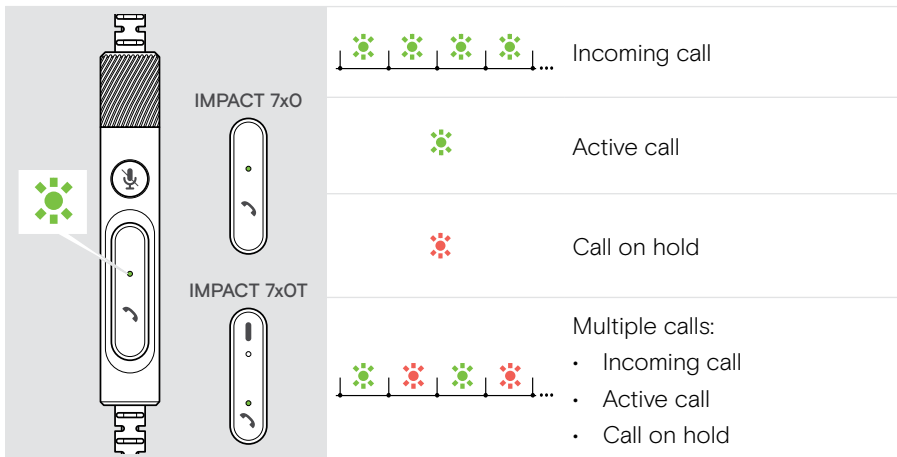 IMPACT 7x0
IMPACT 7x0T
... Incoming call
Active call
Call on hold
Multiple calls:
...
• Incoming call
• Active call
• Call on hold